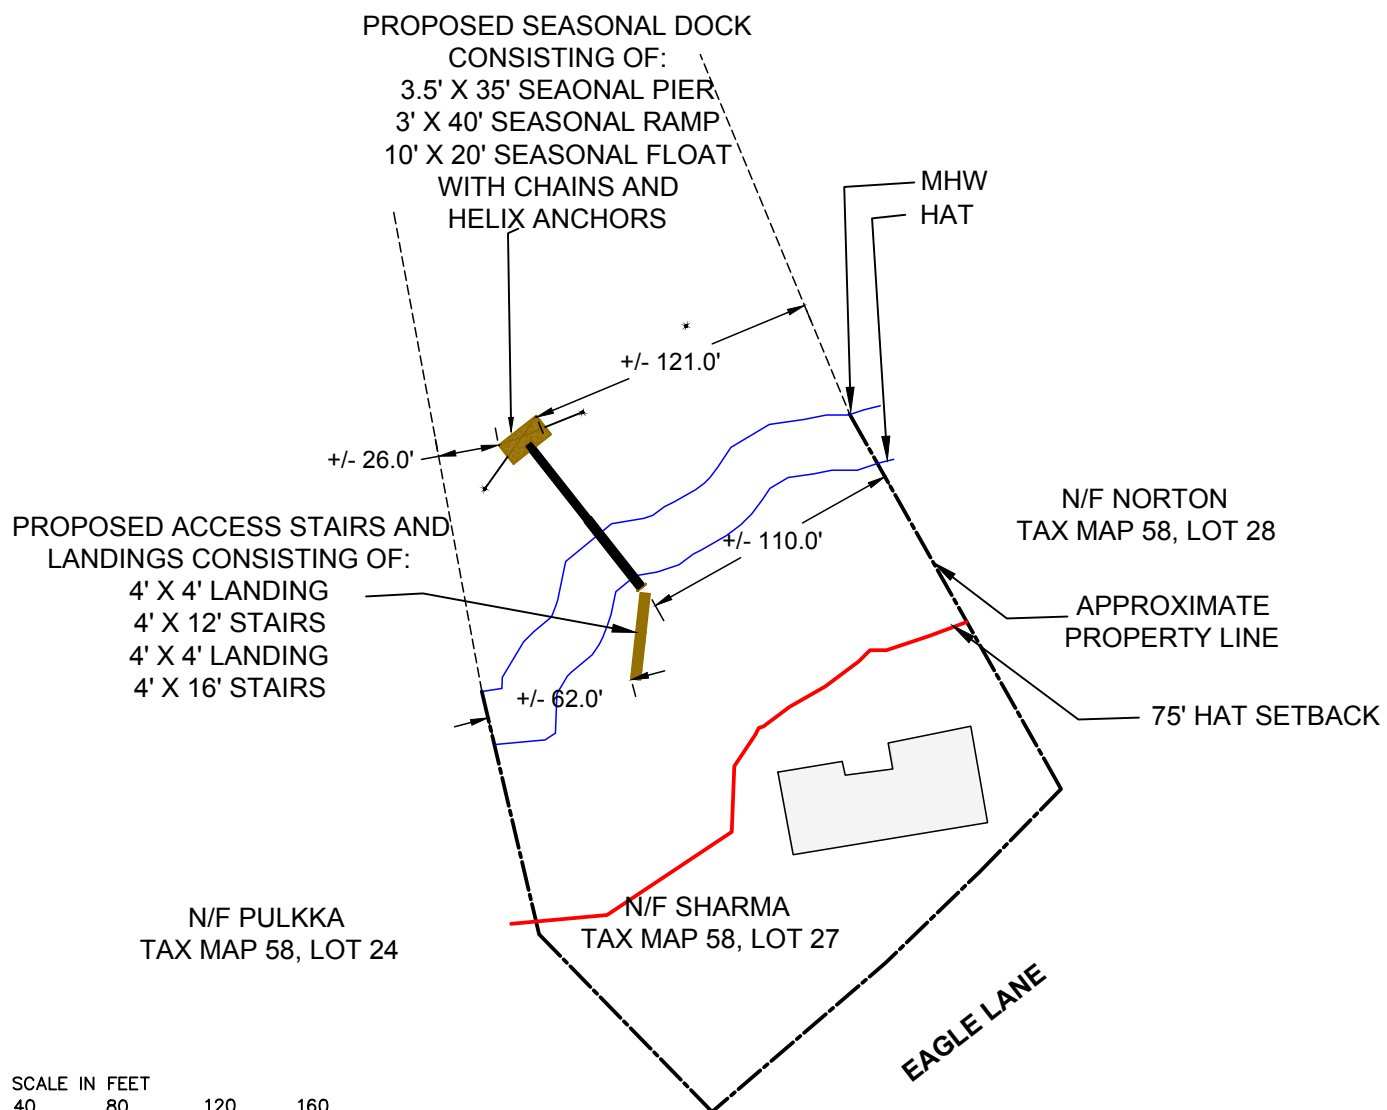 PROPOSED SEASONAL DOCK
CONSISTING OF:
3.5' X 35' SEAONAL PIER
3' X 40' SEASONAL RAMP
10' X 20' SEASONAL FLOAT
WITH CHAINS AND
HELIX ANCHORS
MHW
HAT
+/- 121.0'
+/- 26.0'
N/F NORTON
TAX MAP 58, LOT 28
PROPOSED ACCESS STAIRS AND
LANDINGS CONSISTING OF:
4' X 4' LANDING
4' X 12' STAIRS
4' X 4' LANDING
4' X 16' STAIRS
+/- 110.0'
APPROXIMATE
PROPERTY LINE
+/- 62.0'
75' HAT SETBACK
N/F PULKKA
TAX MAP 58, LOT 24
N/F SHARMA
TAX MAP 58, LOT 27
EAGLE LANE
SCALE IN FEET
40 80 120 160